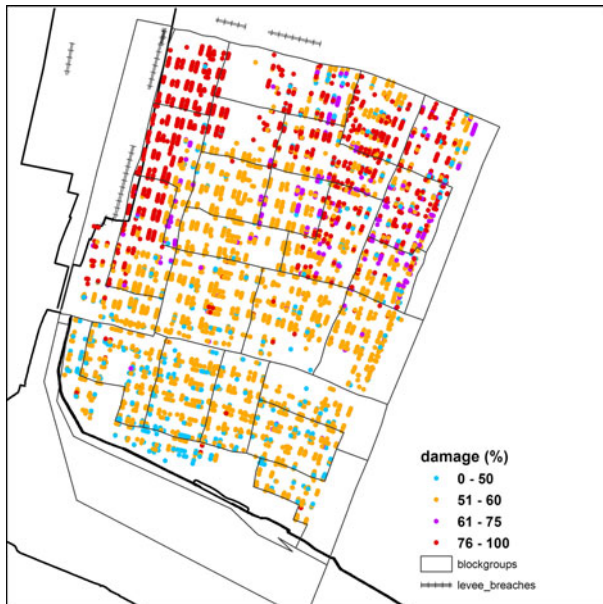 damage (%)
0 - 50
51 - 60
61 - 75
76 - 100
blockgroups
levee_breaches